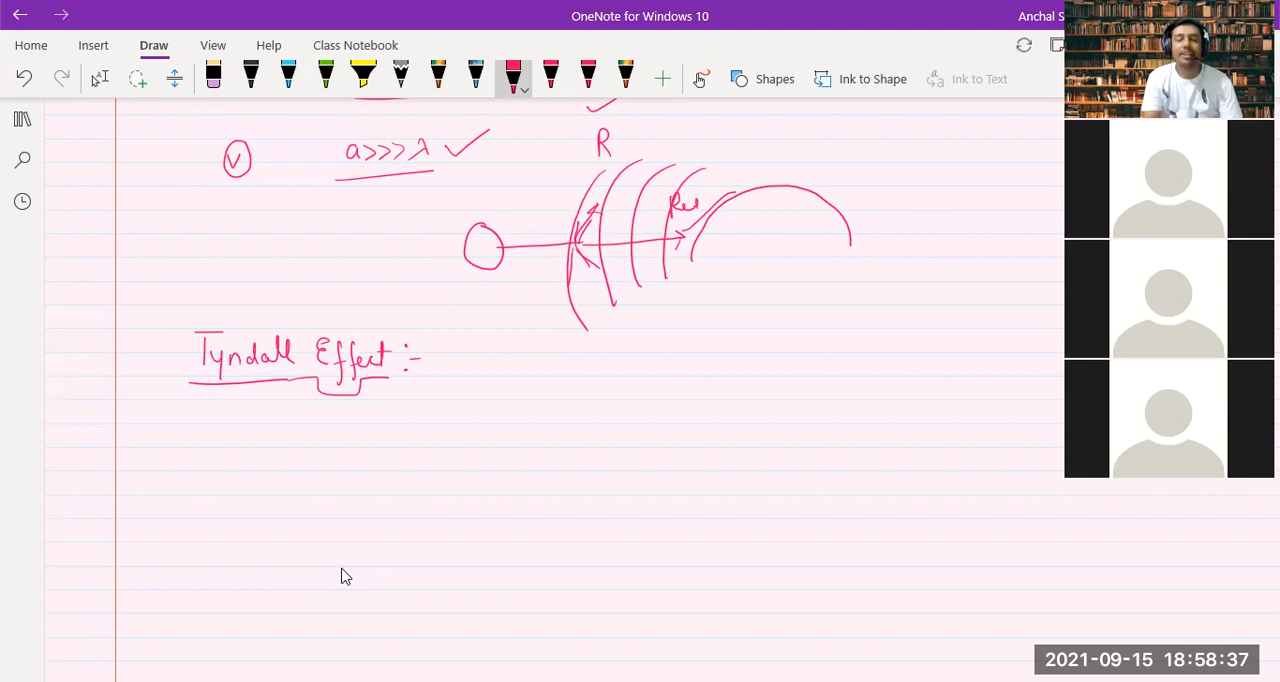 OneNote for Windows 10
Anchal S
Home Insert Draw View Help Class Notebook
Shapes Ink to Shape Ink to Text
R
v a>>>λ
Tyndall Effect :-
2021-09-15 18:58:37